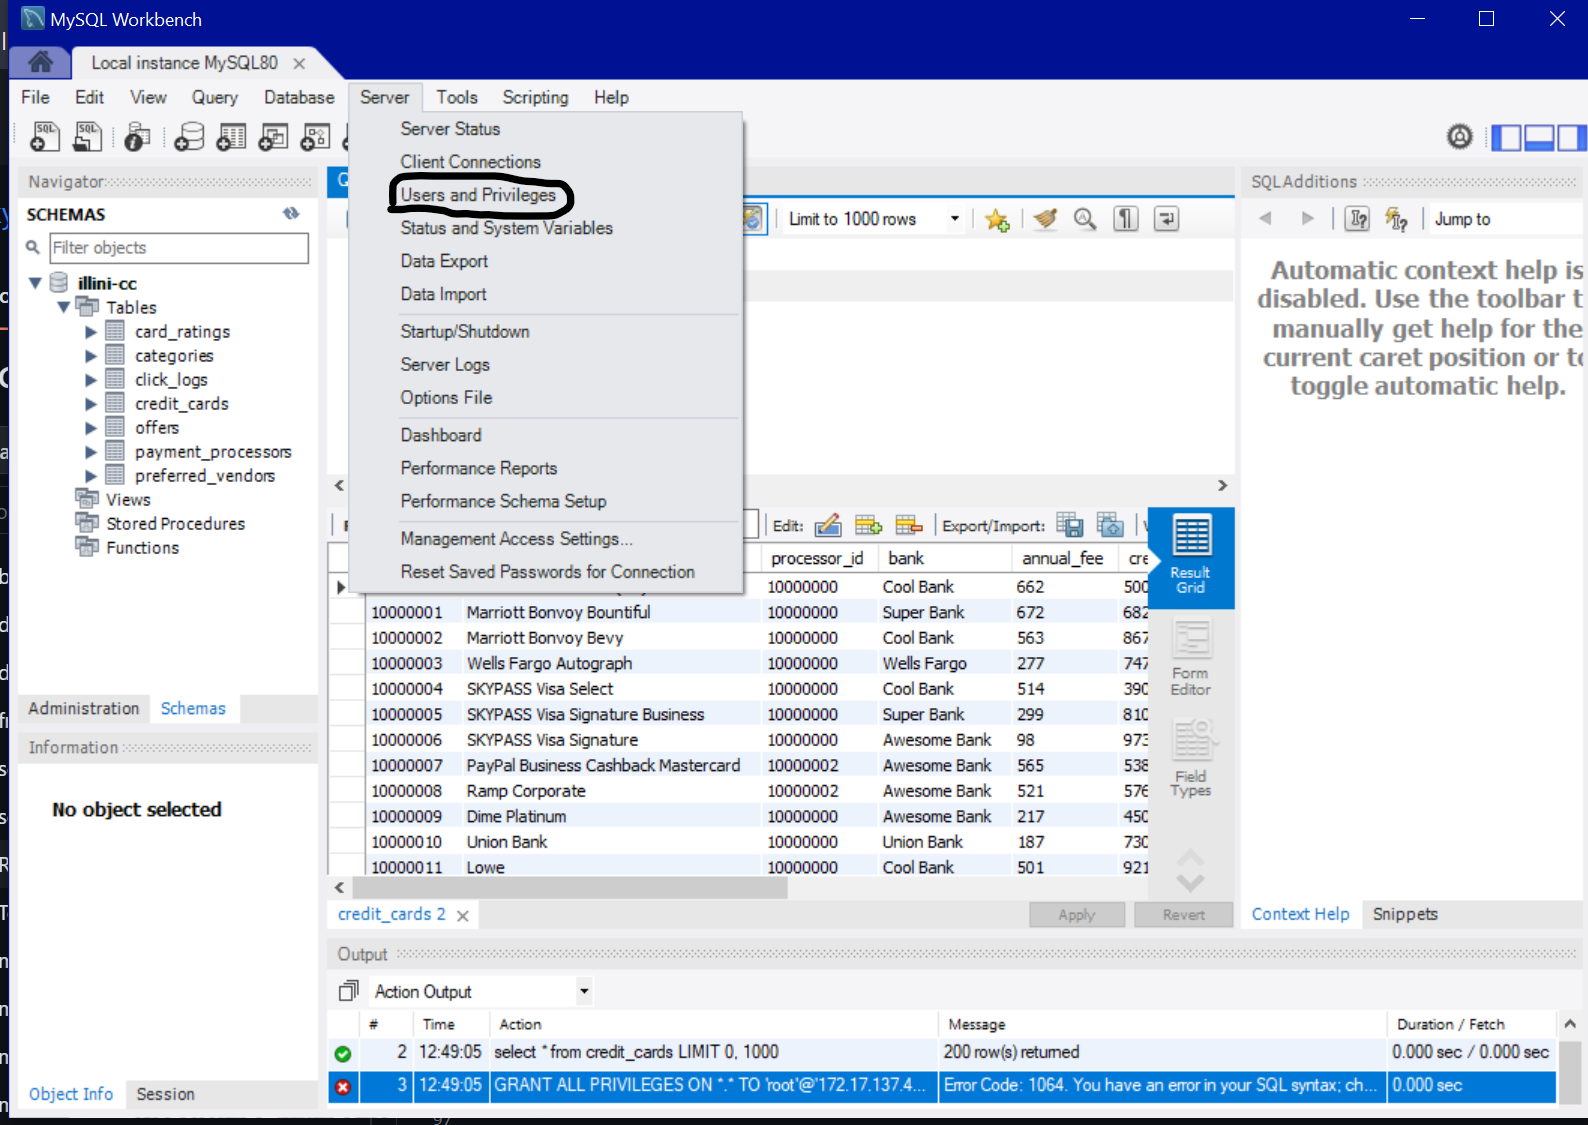 MySQL Workbench
Local instance MySQL80
File Edit View Query Database Server Tools Scripting Help
Server Status
Client Connections
Users and Privileges
Status and System Variables
Data Export
Data Import
Startup/Shutdown
Server Logs
Options File
Dashboard
Performance Reports
Performance Schema Setup
Management Access Settings...
Reset Saved Passwords for Connection
Navigator
SCHEMAS
Filter objects
illini-cc
Tables
card_ratings
categories
click_logs
credit_cards
offers
payment_processors
preferred_vendors
Views
Stored Procedures
Functions
Administration Schemas
Information
No object selected
Object Info Session
Limit to 1000 rows
Edit: Export/Import:
processor_id bank annual_fee cre
10000000 Cool Bank 662 500
10000001 Marriott Bonvoy Bountiful 10000000 Super Bank 672 682
10000002 Marriott Bonvoy Bevy 10000000 Cool Bank 563 867
10000003 Wells Fargo Autograph 10000000 Wells Fargo 277 747
10000004 SKYPASS Visa Select 10000000 Cool Bank 514 390
10000005 SKYPASS Visa Signature Business 10000000 Super Bank 299 810
10000006 SKYPASS Visa Signature 10000000 Awesome Bank 98 973
10000007 PayPal Business Cashback Mastercard 10000002 Awesome Bank 565 538
10000008 Ramp Corporate 10000002 Awesome Bank 521 576
10000009 Dime Platinum 10000000 Awesome Bank 217 450
10000010 Union Bank 10000000 Union Bank 187 730
10000011 Lowe 10000000 Cool Bank 501 921
Result
Grid
Form
Editor
Field
Types
credit_cards 2
Apply Revert
SQLAdditions
Jump to
Automatic context help is
disabled. Use the toolbar t
manually get help for the
current caret position or to
toggle automatic help.
Context Help Snippets
Output
Action Output
# Time Action Message Duration / Fetch
2 12:49:05 select * from credit_cards LIMIT 0, 1000 200 row(s) returned 0.000 sec / 0.000 sec
3 12:49:05 GRANT ALL PRIVILEGES ON *.* TO 'root'@'172.17.137.4... Error Code: 1064. You have an error in your SQL syntax; ch... 0.000 sec